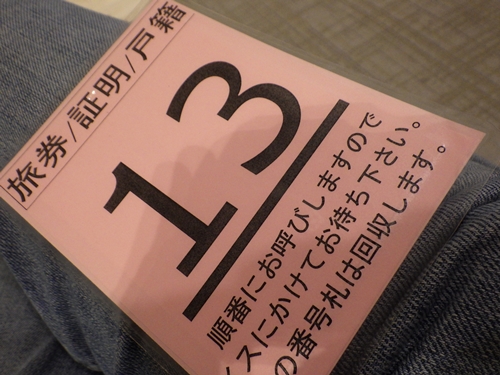 旅券/証明/戸籍
13
順番にお呼びしますので
イスにかけてお待ち下さい。
の番号札は回収します。